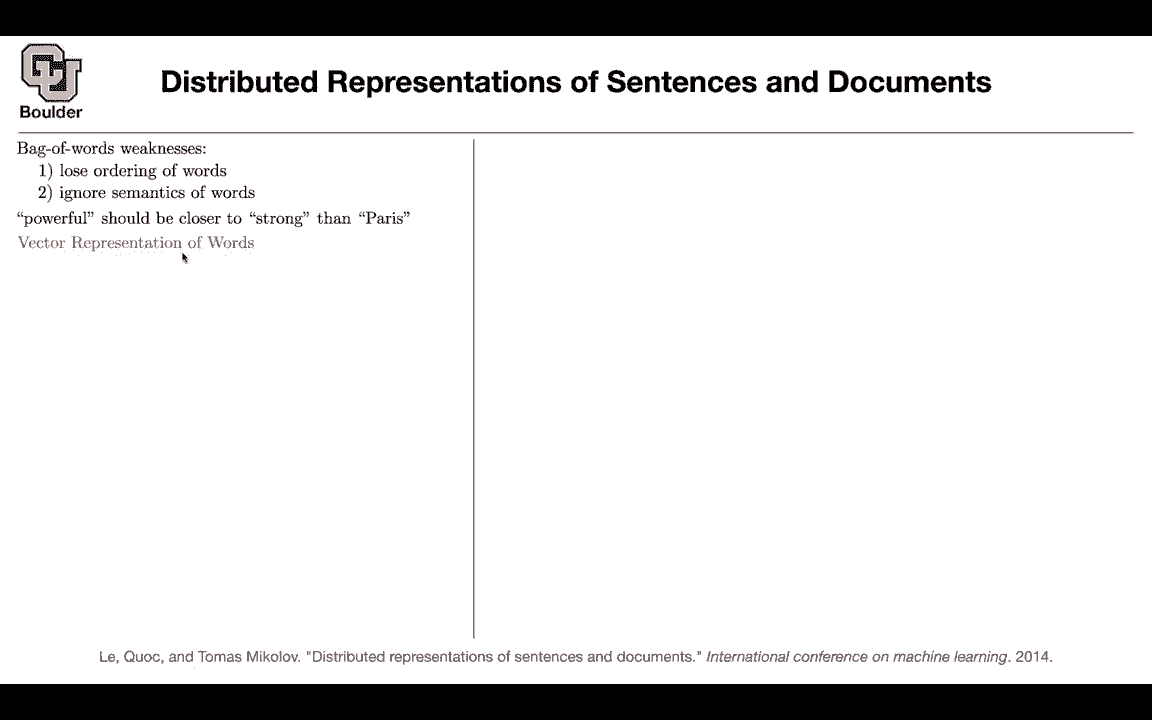 CU
Boulder
Distributed Representations of Sentences and Documents
Bag-of-words weaknesses:
1) lose ordering of words
2) ignore semantics of words
“powerful” should be closer to “strong” than “Paris”
Vector Representation of Words
Le, Quoc, and Tomas Mikolov. "Distributed representations of sentences and documents." International conference on machine learning. 2014.